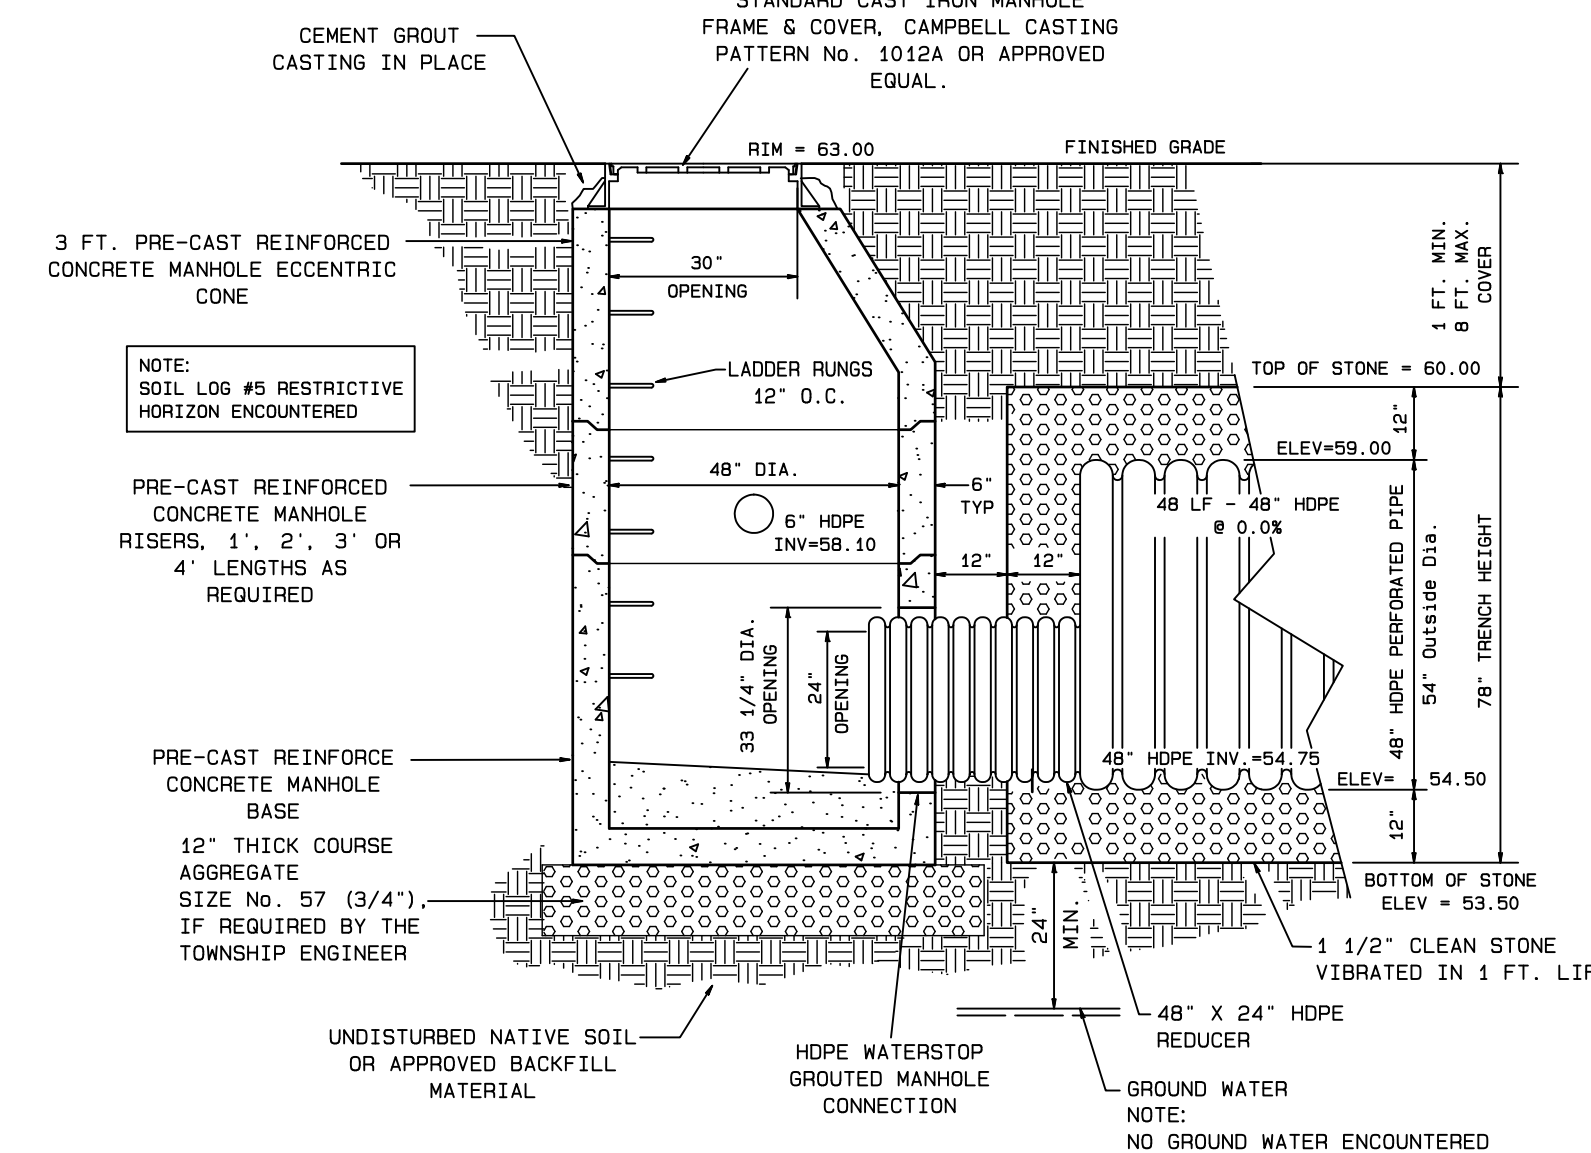 STANDARD CAST IRON MANHOLE
FRAME & COVER, CAMPBELL CASTING
PATTERN No. 1012A OR APPROVED
EQUAL.
CEMENT GROUT
CASTING IN PLACE
RIM = 63.00
FINISHED GRADE
3 FT. PRE-CAST REINFORCED
CONCRETE MANHOLE ECCENTRIC
CONE
30"
OPENING
1 FT. MIN.
8 FT. MAX.
COVER
NOTE:
SOIL LOG #5 RESTRICTIVE
HORIZON ENCOUNTERED
LADDER RUNGS
12" O.C.
TOP OF STONE = 60.00
12"
ELEV=59.00
PRE-CAST REINFORCED
CONCRETE MANHOLE
RISERS, 1', 2', 3' OR
4' LENGTHS AS
REQUIRED
48" DIA.
6"
TYP
6" HDPE
INV=58.10
48 LF - 48" HDPE
@ 0.0%
12"
12"
48" HDPE PERFORATED PIPE
54" Outside Dia.
78" TRENCH HEIGHT
33 1/4" DIA.
OPENING
24"
OPENING
48" HDPE INV.=54.75
ELEV= 54.50
PRE-CAST REINFORCE
CONCRETE MANHOLE
BASE
12"
12" THICK COURSE
AGGREGATE
SIZE No. 57 (3/4"),
IF REQUIRED BY THE
TOWNSHIP ENGINEER
BOTTOM OF STONE
ELEV = 53.50
24"
MIN.
1 1/2" CLEAN STONE
VIBRATED IN 1 FT. LIF
48" X 24" HDPE
REDUCER
UNDISTURBED NATIVE SOIL
OR APPROVED BACKFILL
MATERIAL
HDPE WATERSTOP
GROUTED MANHOLE
CONNECTION
GROUND WATER
NOTE:
NO GROUND WATER ENCOUNTERED